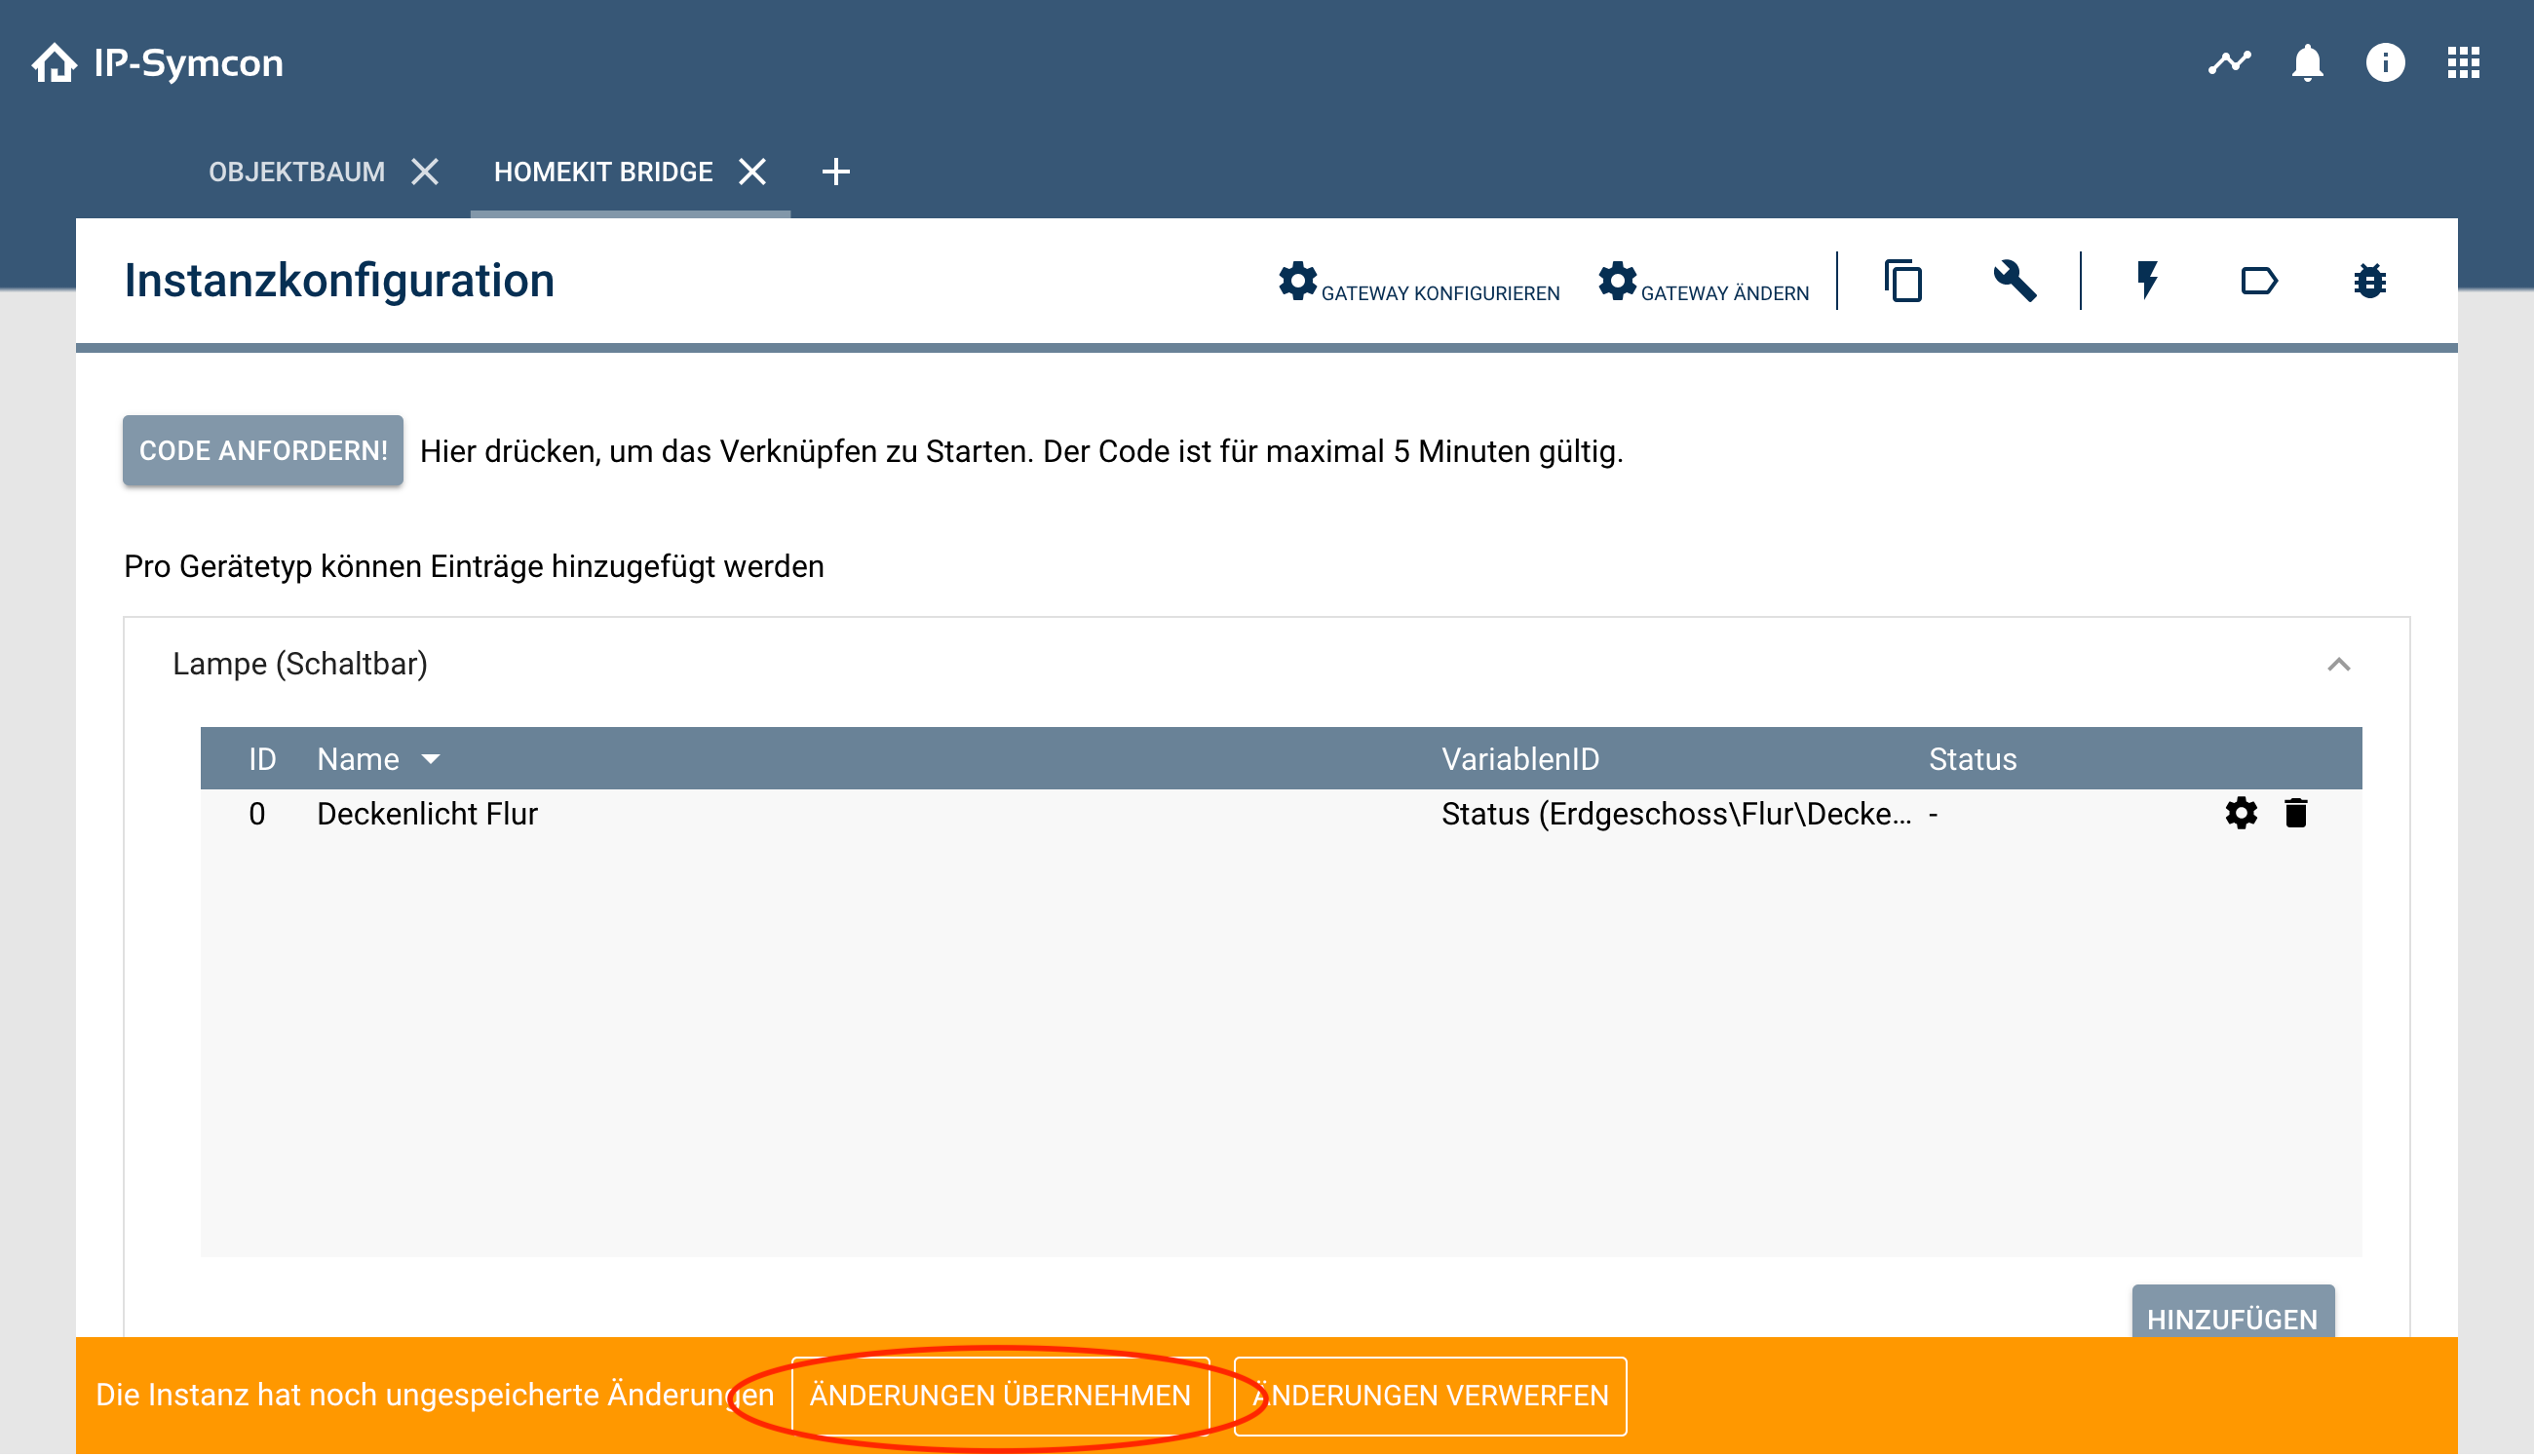 IP-Symcon
OBJEKTBAUM
HOMEKIT BRIDGE
Instanzkonfiguration
GATEWAY KONFIGURIEREN
GATEWAY ÄNDERN
CODE ANFORDERN! Hier drücken, um das Verknüpfen zu Starten. Der Code ist für maximal 5 Minuten gültig.
Pro Gerätetyp können Einträge hinzugefügt werden
Lampe (Schaltbar)
ID Name VariablenID Status
0 Deckenlicht Flur Status (Erdgeschoss\Flur\Decke... -
HINZUFÜGEN
Die Instanz hat noch ungespeicherte Änderungen ÄNDERUNGEN ÜBERNEHMEN ÄNDERUNGEN VERWERFEN